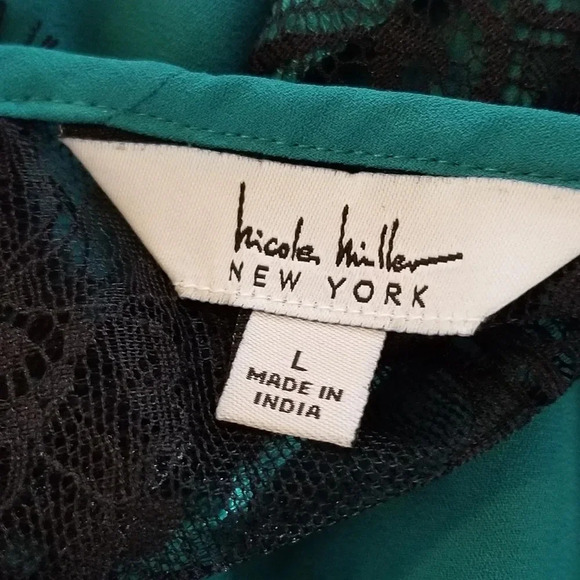 Nicole Miller
NEW YORK
L
MADE IN
INDIA